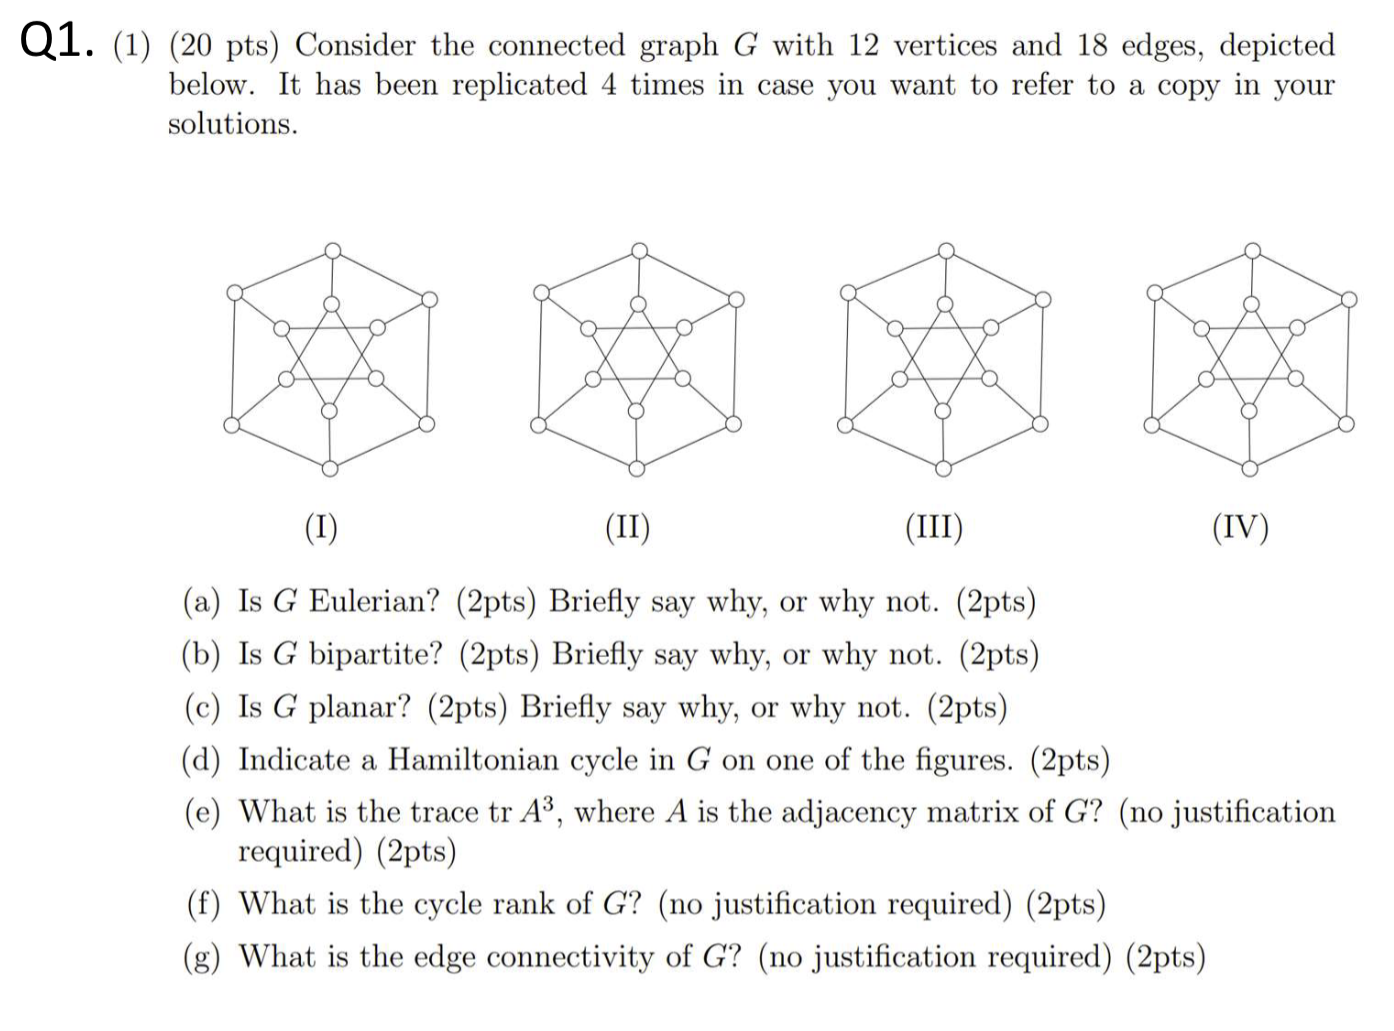 Q1. (1) (20 pts) Consider the connected graph G with 12 vertices and 18 edges, depicted
below. It has been replicated 4 times in case you want to refer to a copy in your
solutions.
(I) (II) (III) (IV)
(a) Is G Eulerian? (2pts) Briefly say why, or why not. (2pts)
(b) Is G bipartite? (2pts) Briefly say why, or why not. (2pts)
(c) Is G planar? (2pts) Briefly say why, or why not. (2pts)
(d) Indicate a Hamiltonian cycle in G on one of the figures. (2pts)
(e) What is the trace tr A³, where A is the adjacency matrix of G? (no justification
required) (2pts)
(f) What is the cycle rank of G? (no justification required) (2pts)
(g) What is the edge connectivity of G? (no justification required) (2pts)